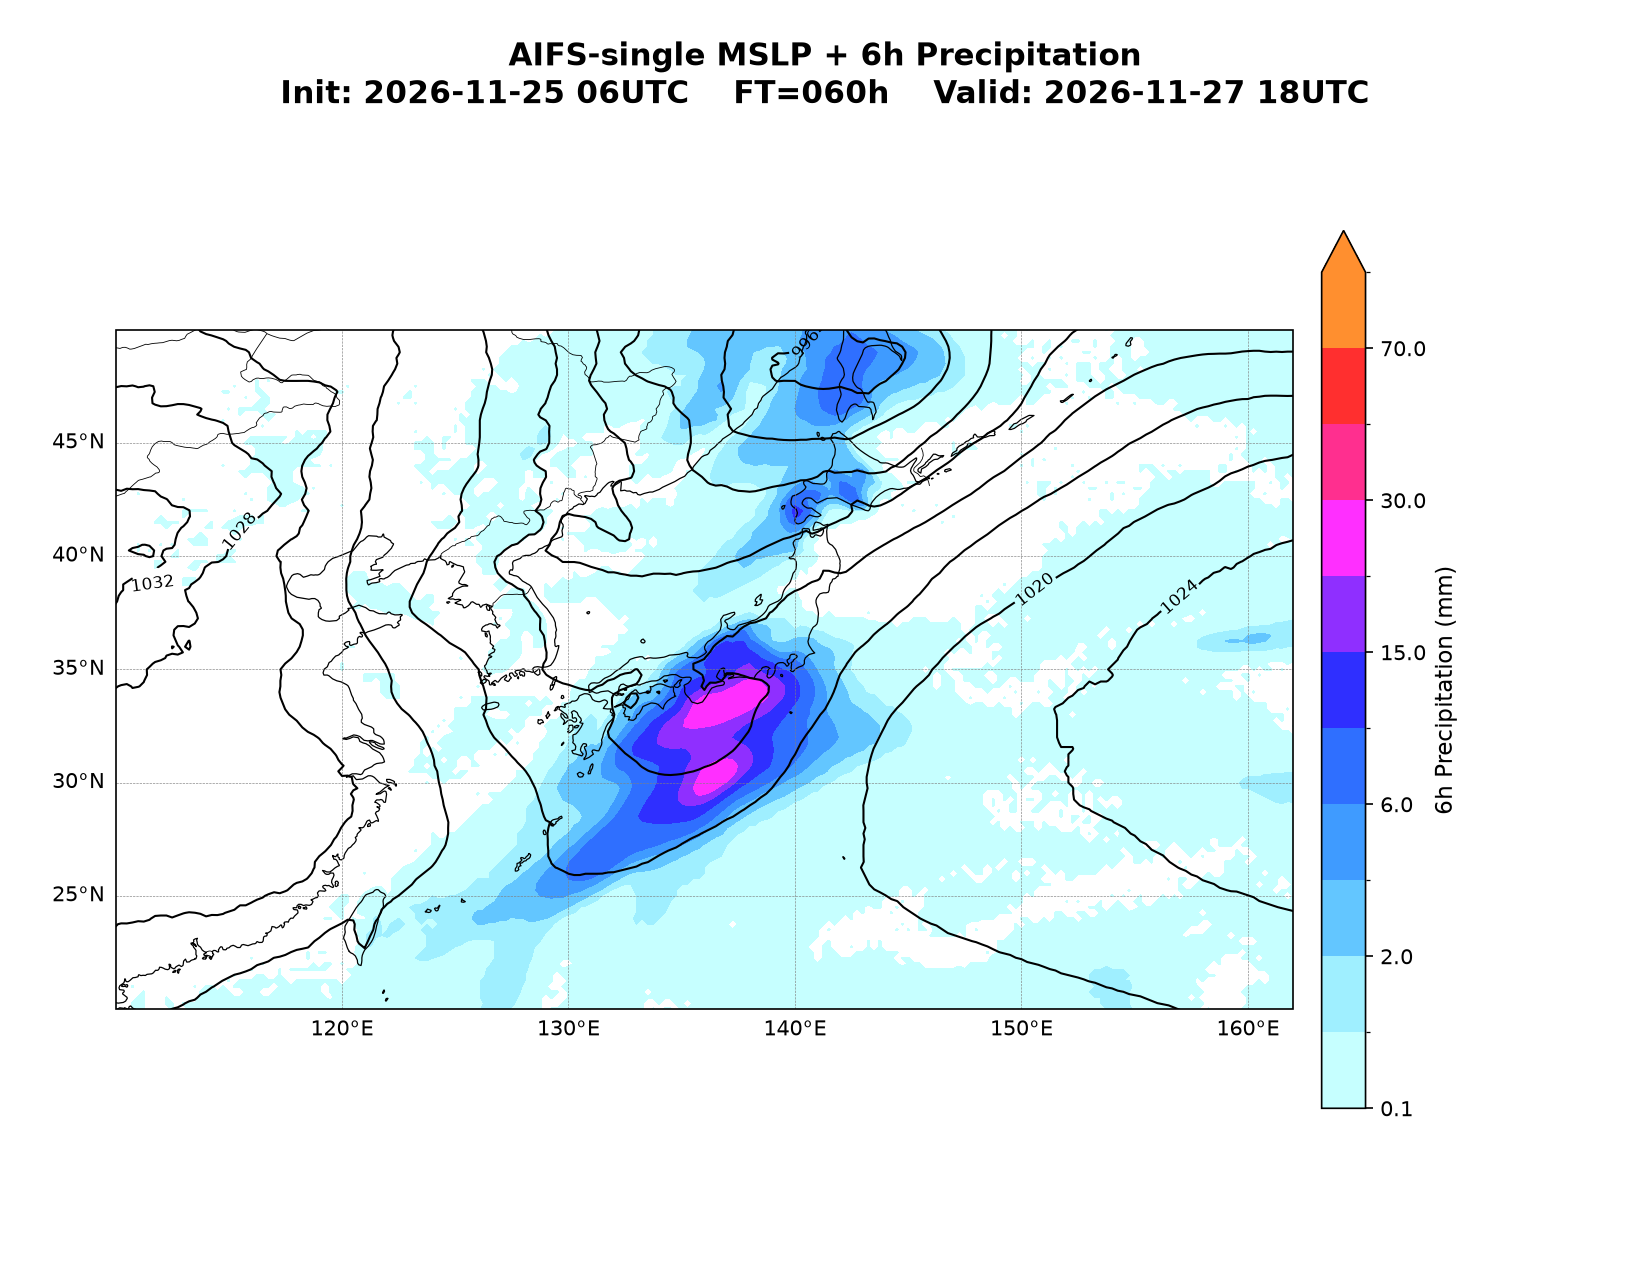 AIFS-single MSLP + 6h Precipitation
Init: 2026-11-25 06UTC    FT=060h    Valid: 2026-11-27 18UTC
996
1028
1032
1020
1024
45°N
40°N
35°N
30°N
25°N
120°E
130°E
140°E
150°E
160°E
70.0
30.0
15.0
6.0
2.0
0.1
6h Precipitation (mm)